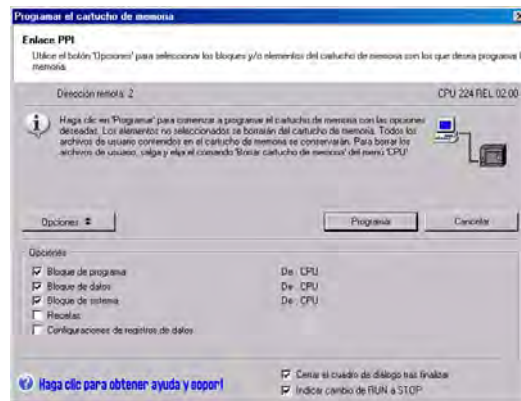 Programar el cartucho de memoria
Enlace PPI
Utilice el botón 'Opciones' para seleccionar los bloques y/o elementos del cartucho de memoria con los que desea programar l
memoria.
Dirección remota: 2
CPU 224 REL 02.00
Haga clic en 'Programar' para comenzar a programar el cartucho de memoria con las opciones
deseadas. Los elementos no seleccionados se borrarán del cartucho de memoria. Todos los
archivos de usuario contenidos en el cartucho de memoria se conservarán. Para borrar los
archivos de usuario, salga y elija el comando 'Borrar cartucho de memoria' del menú 'CPU'.
Opciones
Programar
Cancelar
Opciones
Bloque de programa
De : CPU
Bloque de datos
De : CPU
Bloque de sistema
De : CPU
Recetas
Configuraciones de registros de datos
Cerrar el cuadro de diálogo tras finalizar
Haga clic para obtener ayuda y soport
Indicar cambio de RUN a STOP